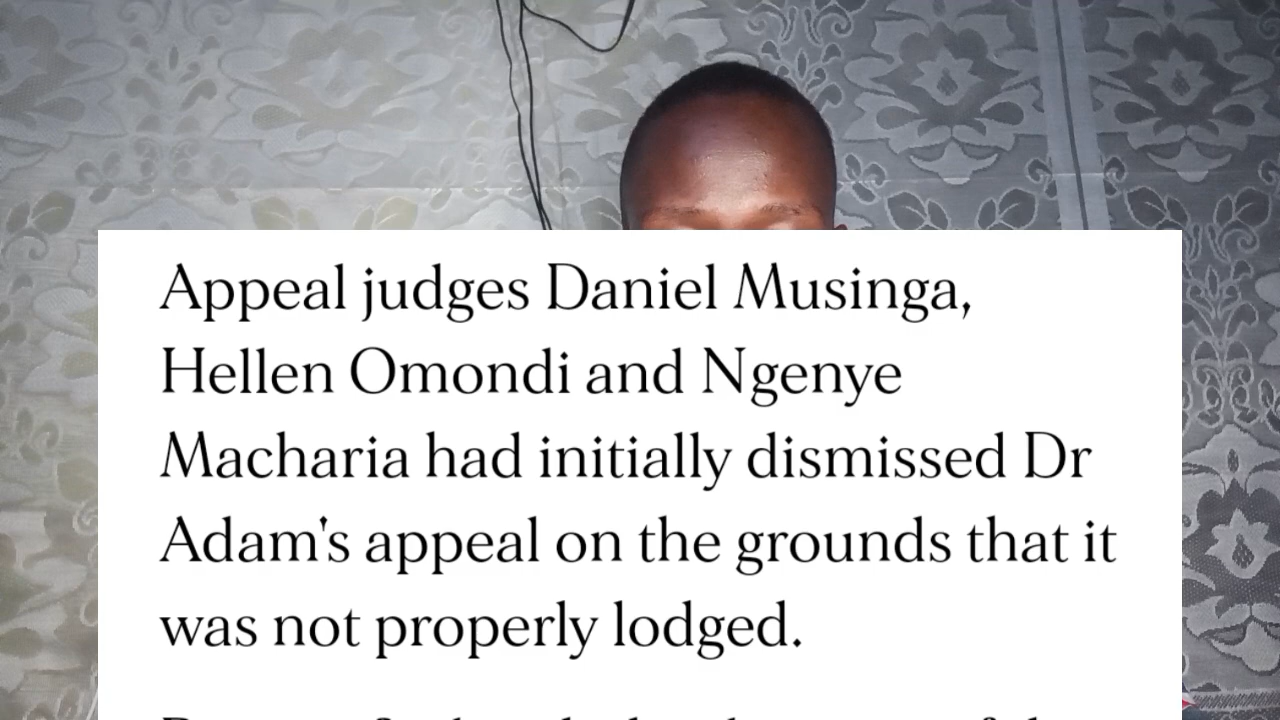 Appeal judges Daniel Musinga,
Hellen Omondi and Ngenye
Macharia had initially dismissed Dr
Adam's appeal on the grounds that it
was not properly lodged.